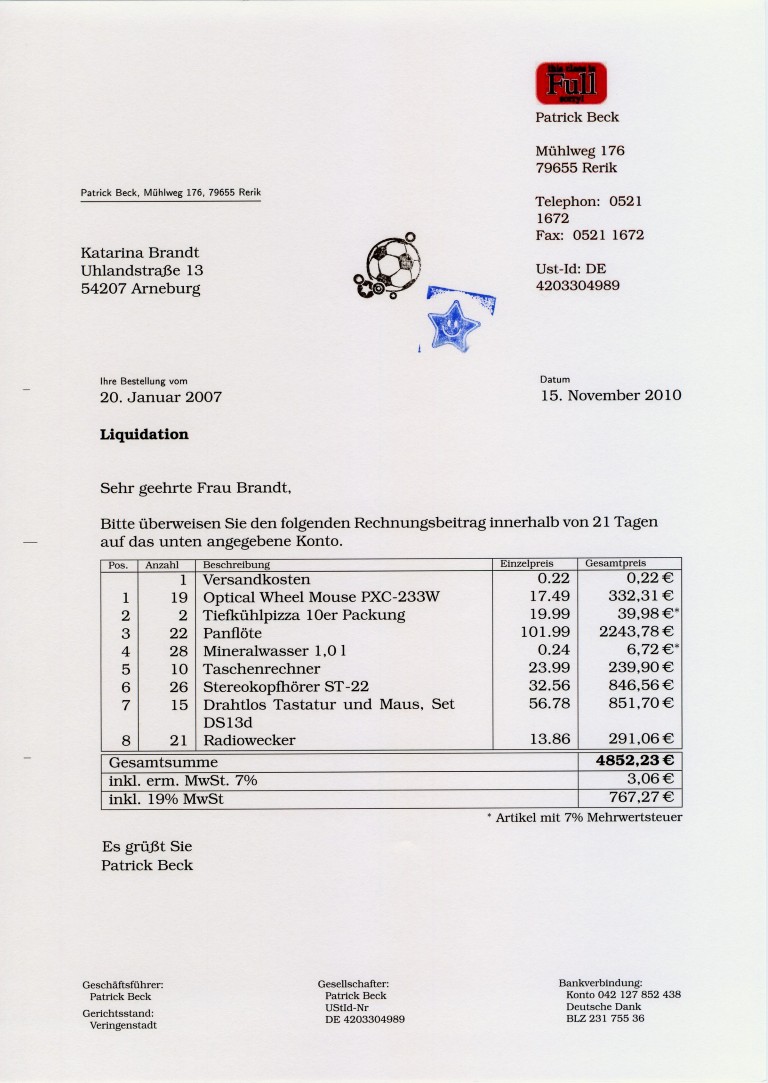 this class is
Full
sorry!
Patrick Beck
Mühlweg 176
79655 Rerik
Telephon: 0521
1672
Fax: 0521 1672
Ust-Id: DE
4203304989
Patrick Beck, Mühlweg 176, 79655 Rerik
Katarina Brandt
Uhlandstraße 13
54207 Arneburg
Ihre Bestellung vom
20. Januar 2007
Datum
15. November 2010
Liquidation
Sehr geehrte Frau Brandt,
Bitte überweisen Sie den folgenden Rechnungsbeitrag innerhalb von 21 Tagen
auf das unten angegebene Konto.
Pos. Anzahl Beschreibung Einzelpreis Gesamtpreis
1 Versandkosten 0.22 0,22 €
1 19 Optical Wheel Mouse PXC-233W 17.49 332,31 €
2 2 Tiefkühlpizza 10er Packung 19.99 39,98 €*
3 22 Panflöte 101.99 2243,78 €
4 28 Mineralwasser 1,0 l 0.24 6,72 €*
5 10 Taschenrechner 23.99 239,90 €
6 26 Stereokopfhörer ST-22 32.56 846,56 €
7 15 Drahtlos Tastatur und Maus, Set 56.78 851,70 €
DS13d
8 21 Radiowecker 13.86 291,06 €
Gesamtsumme 4852,23 €
inkl. erm. MwSt. 7% 3,06 €
inkl. 19% MwSt 767,27 €
* Artikel mit 7% Mehrwertsteuer
Es grüßt Sie
Patrick Beck
Geschäftsführer:
Patrick Beck
Gerichtsstand:
Veringenstadt
Gesellschafter:
Patrick Beck
UStId-Nr
DE 4203304989
Bankverbindung:
Konto 042 127 852 438
Deutsche Dank
BLZ 231 755 36